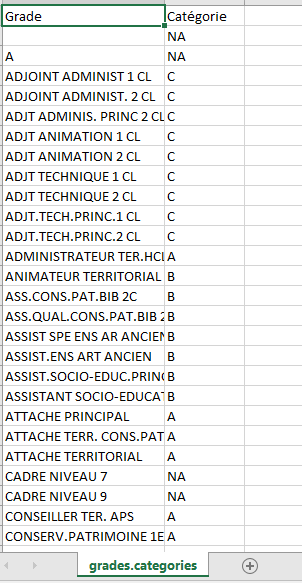 Grade Catégorie
NA
A NA
ADJOINT ADMINIST 1 CL C
ADJOINT ADMINIST. 2 CL C
ADJT ADMINIS. PRINC 2 CL C
ADJT ANIMATION 1 CL C
ADJT ANIMATION 2 CL C
ADJT TECHNIQUE 1 CL C
ADJT TECHNIQUE 2 CL C
ADJT.TECH.PRINC.1 CL C
ADJT.TECH.PRINC.2 CL C
ADMINISTRATEUR TER.HCL A
ANIMATEUR TERRITORIAL B
ASS.CONS.PAT.BIB 2C B
ASS.QUAL.CONS.PAT.BIB 2 B
ASSIST SPE ENS AR ANCIEN B
ASSIST.ENS ART ANCIEN B
ASSIST.SOCIO-EDUC.PRINC B
ASSISTANT SOCIO-EDUCAT B
ATTACHE PRINCIPAL A
ATTACHE TERR. CONS.PAT A
ATTACHE TERRITORIAL A
CADRE NIVEAU 7 NA
CADRE NIVEAU 9 NA
CONSEILLER TER. APS A
CONSERV.PATRIMOINE 1E A
grades.categories